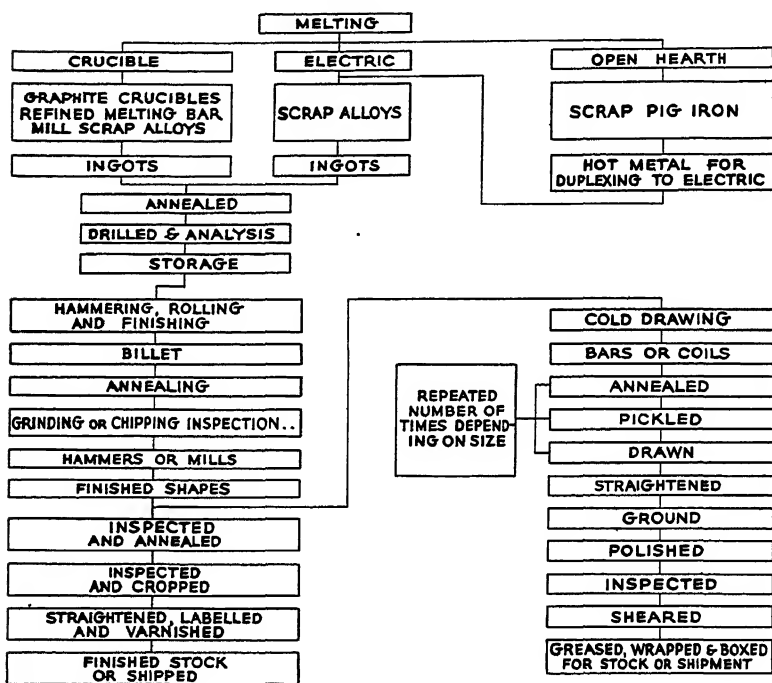 MELTING
CRUCIBLE
ELECTRIC
OPEN HEARTH
GRAPHITE CRUCIBLES
REFINED MELTING BAR
MILL SCRAP ALLOYS
SCRAP ALLOYS
SCRAP PIG IRON
INGOTS
INGOTS
HOT METAL FOR
DUPLEXING TO ELECTRIC
ANNEALED
DRILLED & ANALYSIS
STORAGE
HAMMERING, ROLLING
AND FINISHING
BILLET
ANNEALING
GRINDING OR CHIPPING INSPECTION..
HAMMERS OR MILLS
FINISHED SHAPES
INSPECTED
AND ANNEALED
INSPECTED
AND CROPPED
STRAIGHTENED, LABELLED
AND VARNISHED
FINISHED STOCK
OR SHIPPED
COLD DRAWING
BARS OR COILS
REPEATED
NUMBER OF
TIMES DEPEND-
ING ON SIZE
ANNEALED
PICKLED
DRAWN
STRAIGHTENED
GROUND
POLISHED
INSPECTED
SHEARED
GREASED, WRAPPED & BOXED
FOR STOCK OR SHIPMENT